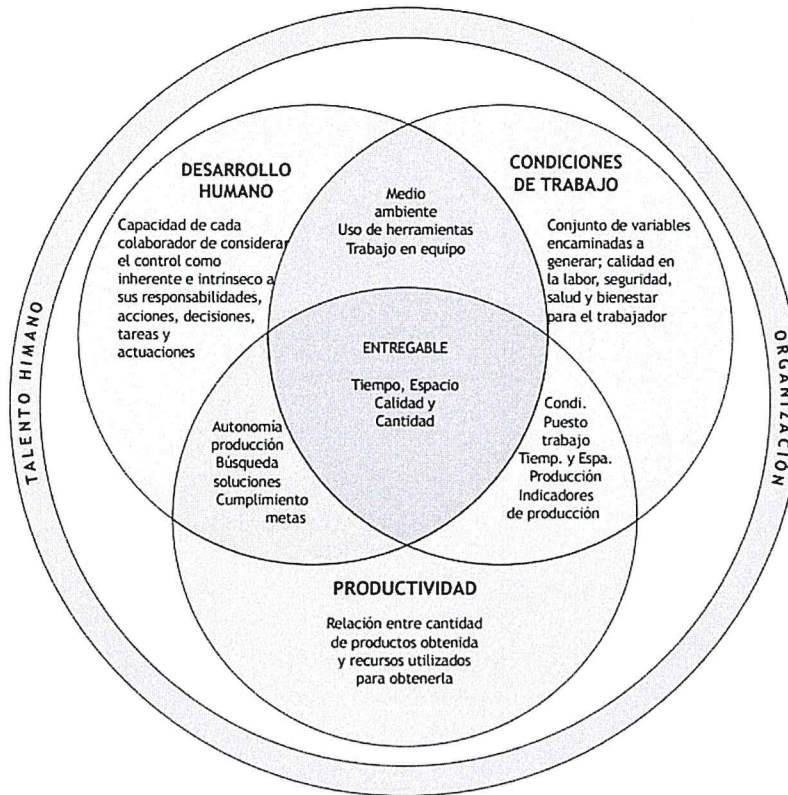 DESARROLLO
HUMANO
Capacidad de cada
colaborador de considerar
el control como
inherente e intrínseco a
sus responsabilidades,
acciones, decisiones,
tareas y
actuaciones
Medio
ambiente
Uso de herramientas
Trabajo en equipo
CONDICIONES
DE TRABAJO
Conjunto de variables
encaminadas a
generar; calidad en
la labor, seguridad,
salud y bienestar
para el trabajador
ENTREGABLE
Tiempo, Espacio
Calidad y
Cantidad
Autonomía
producción
Búsqueda
soluciones
Cumplimiento
metas
Condi.
Puesto
trabajo
Tiemp. y Espa.
Producción
Indicadores
de producción
PRODUCTIVIDAD
Relación entre cantidad
de productos obtenida
y recursos utilizados
para obtenerla
TALENTO HIMANO
ORGANIZACIÓN